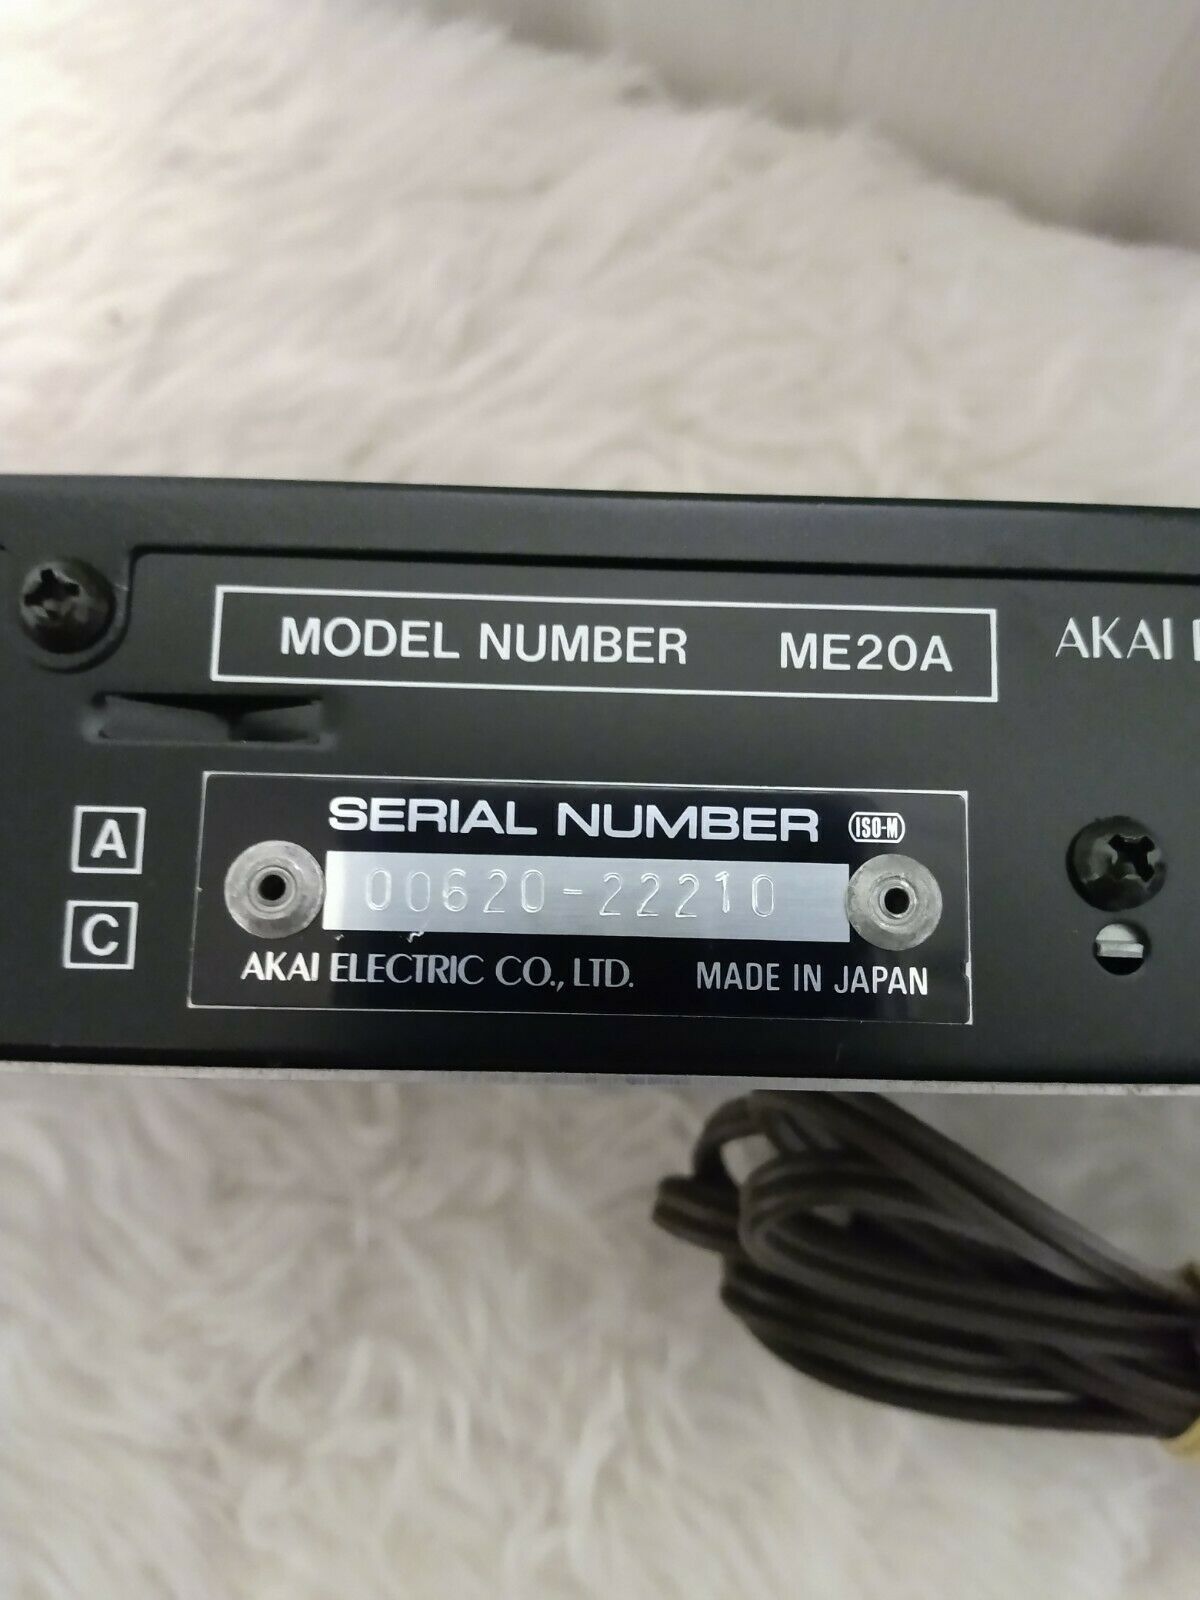 MODEL NUMBER ME20A
AKAI
A
SERIAL NUMBER ISO-M
00620-22210
C
AKAI ELECTRIC CO., LTD. MADE IN JAPAN